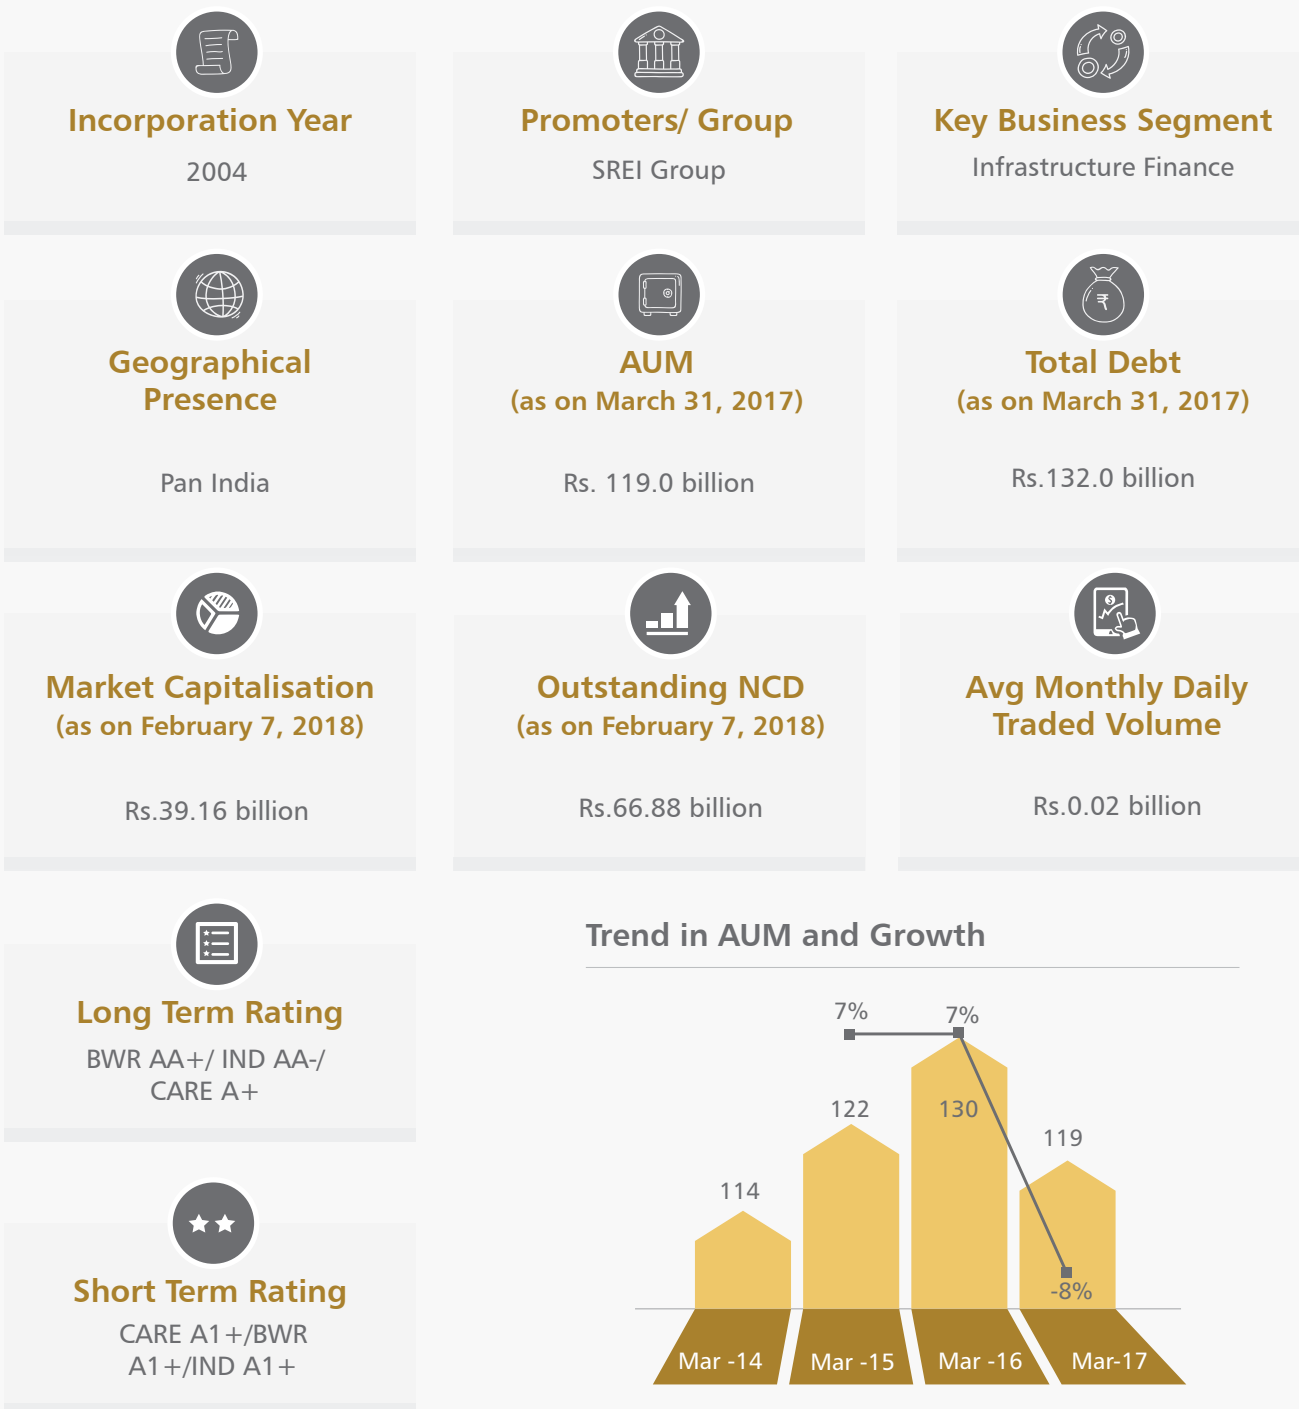 Incorporation Year
2004
Promoters/ Group
SREI Group
Key Business Segment
Infrastructure Finance
Geographical
Presence
Pan India
AUM
(as on March 31, 2017)
Rs. 119.0 billion
Total Debt
(as on March 31, 2017)
Rs.132.0 billion
Market Capitalisation
(as on February 7, 2018)
Rs.39.16 billion
Outstanding NCD
(as on February 7, 2018)
Rs.66.88 billion
Avg Monthly Daily
Traded Volume
Rs.0.02 billion
Long Term Rating
BWR AA+/ IND AA-/
CARE A+
Short Term Rating
CARE A1+/BWR
A1+/IND A1+
Trend in AUM and Growth
7%
7%
122
130
119
114
-8%
Mar -14
Mar -15
Mar -16
Mar-17